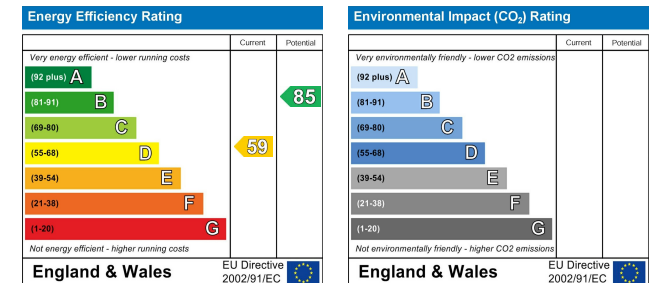 Energy Efficiency Rating
Current Potential
Very energy efficient - lower running costs
(92 plus) A
(81-91) B
85
(69-80) C
(55-68) D
59
(39-54) E
(21-38) F
(1-20) G
Not energy efficient - higher running costs
England & Wales
EU Directive
2002/91/EC
Environmental Impact (CO2) Rating
Current Potential
Very environmentally friendly - lower CO2 emissions
(92 plus) A
(81-91) B
(69-80) C
(55-68) D
(39-54) E
(21-38) F
(1-20) G
Not environmentally friendly - higher CO2 emissions
England & Wales
EU Directive
2002/91/EC